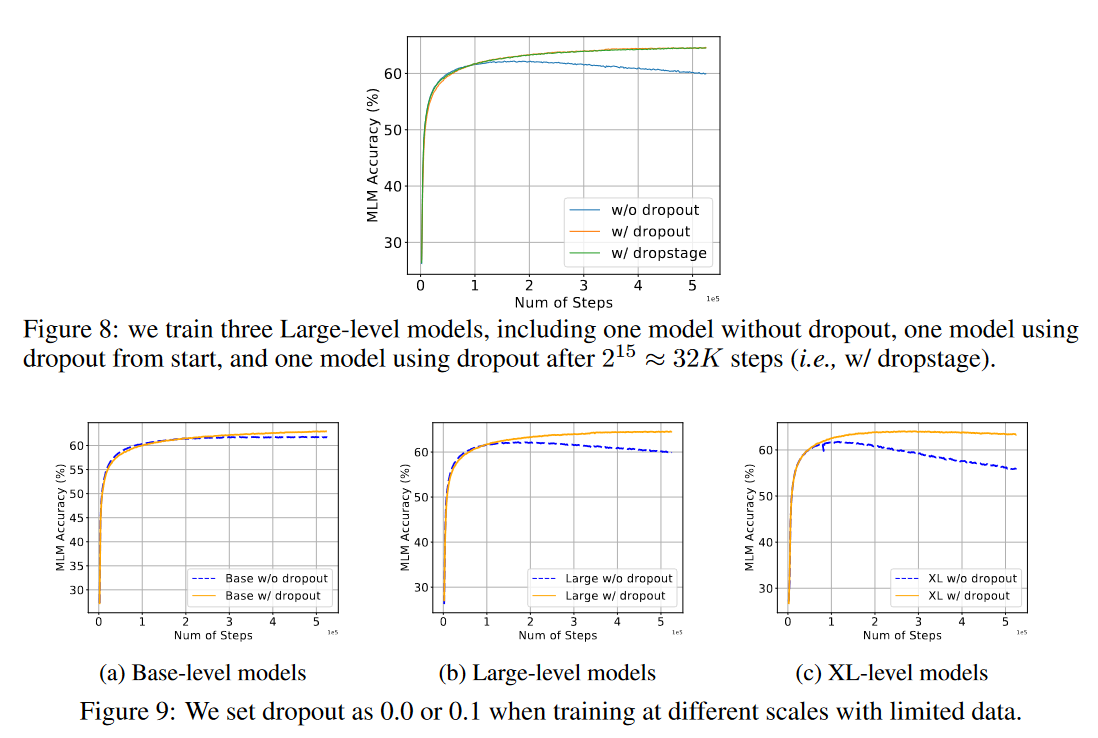 60
50
40
30
MLM Accuracy (%)
w/o dropout
w/ dropout
w/ dropstage
0 1 2 3 4 5
Num of Steps
1e5
Figure 8: we train three Large-level models, including one model without dropout, one model using
dropout from start, and one model using dropout after 2¹⁵ ≈ 32K steps (i.e., w/ dropstage).
60
55
50
45
40
35
30
MLM Accuracy (%)
Base w/o dropout
Base w/ dropout
0 1 2 3 4 5
Num of Steps
1e5
(a) Base-level models
60
50
40
30
MLM Accuracy (%)
Large w/o dropout
Large w/ dropout
0 1 2 3 4 5
Num of Steps
1e5
(b) Large-level models
60
50
40
30
MLM Accuracy (%)
XL w/o dropout
XL w/ dropout
0 1 2 3 4 5
Num of Steps
1e5
(c) XL-level models
Figure 9: We set dropout as 0.0 or 0.1 when training at different scales with limited data.